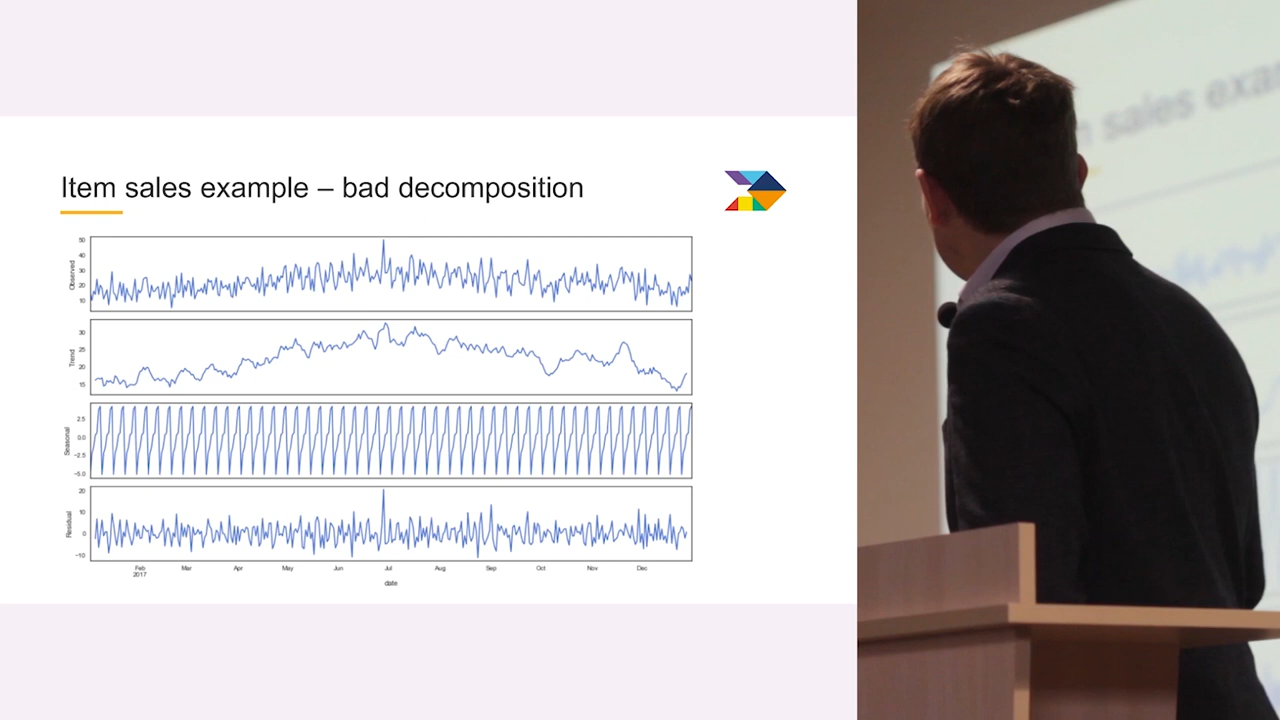 Item sales example – bad decomposition
50
40
30
20
10
Observed
30
25
20
15
Trend
2.5
0.0
−2.5
−5.0
Seasonal
20
10
0
−10
Residual
Feb Mar Apr May Jun Jul Aug Sep Oct Nov Dec
2017
date
sales exa